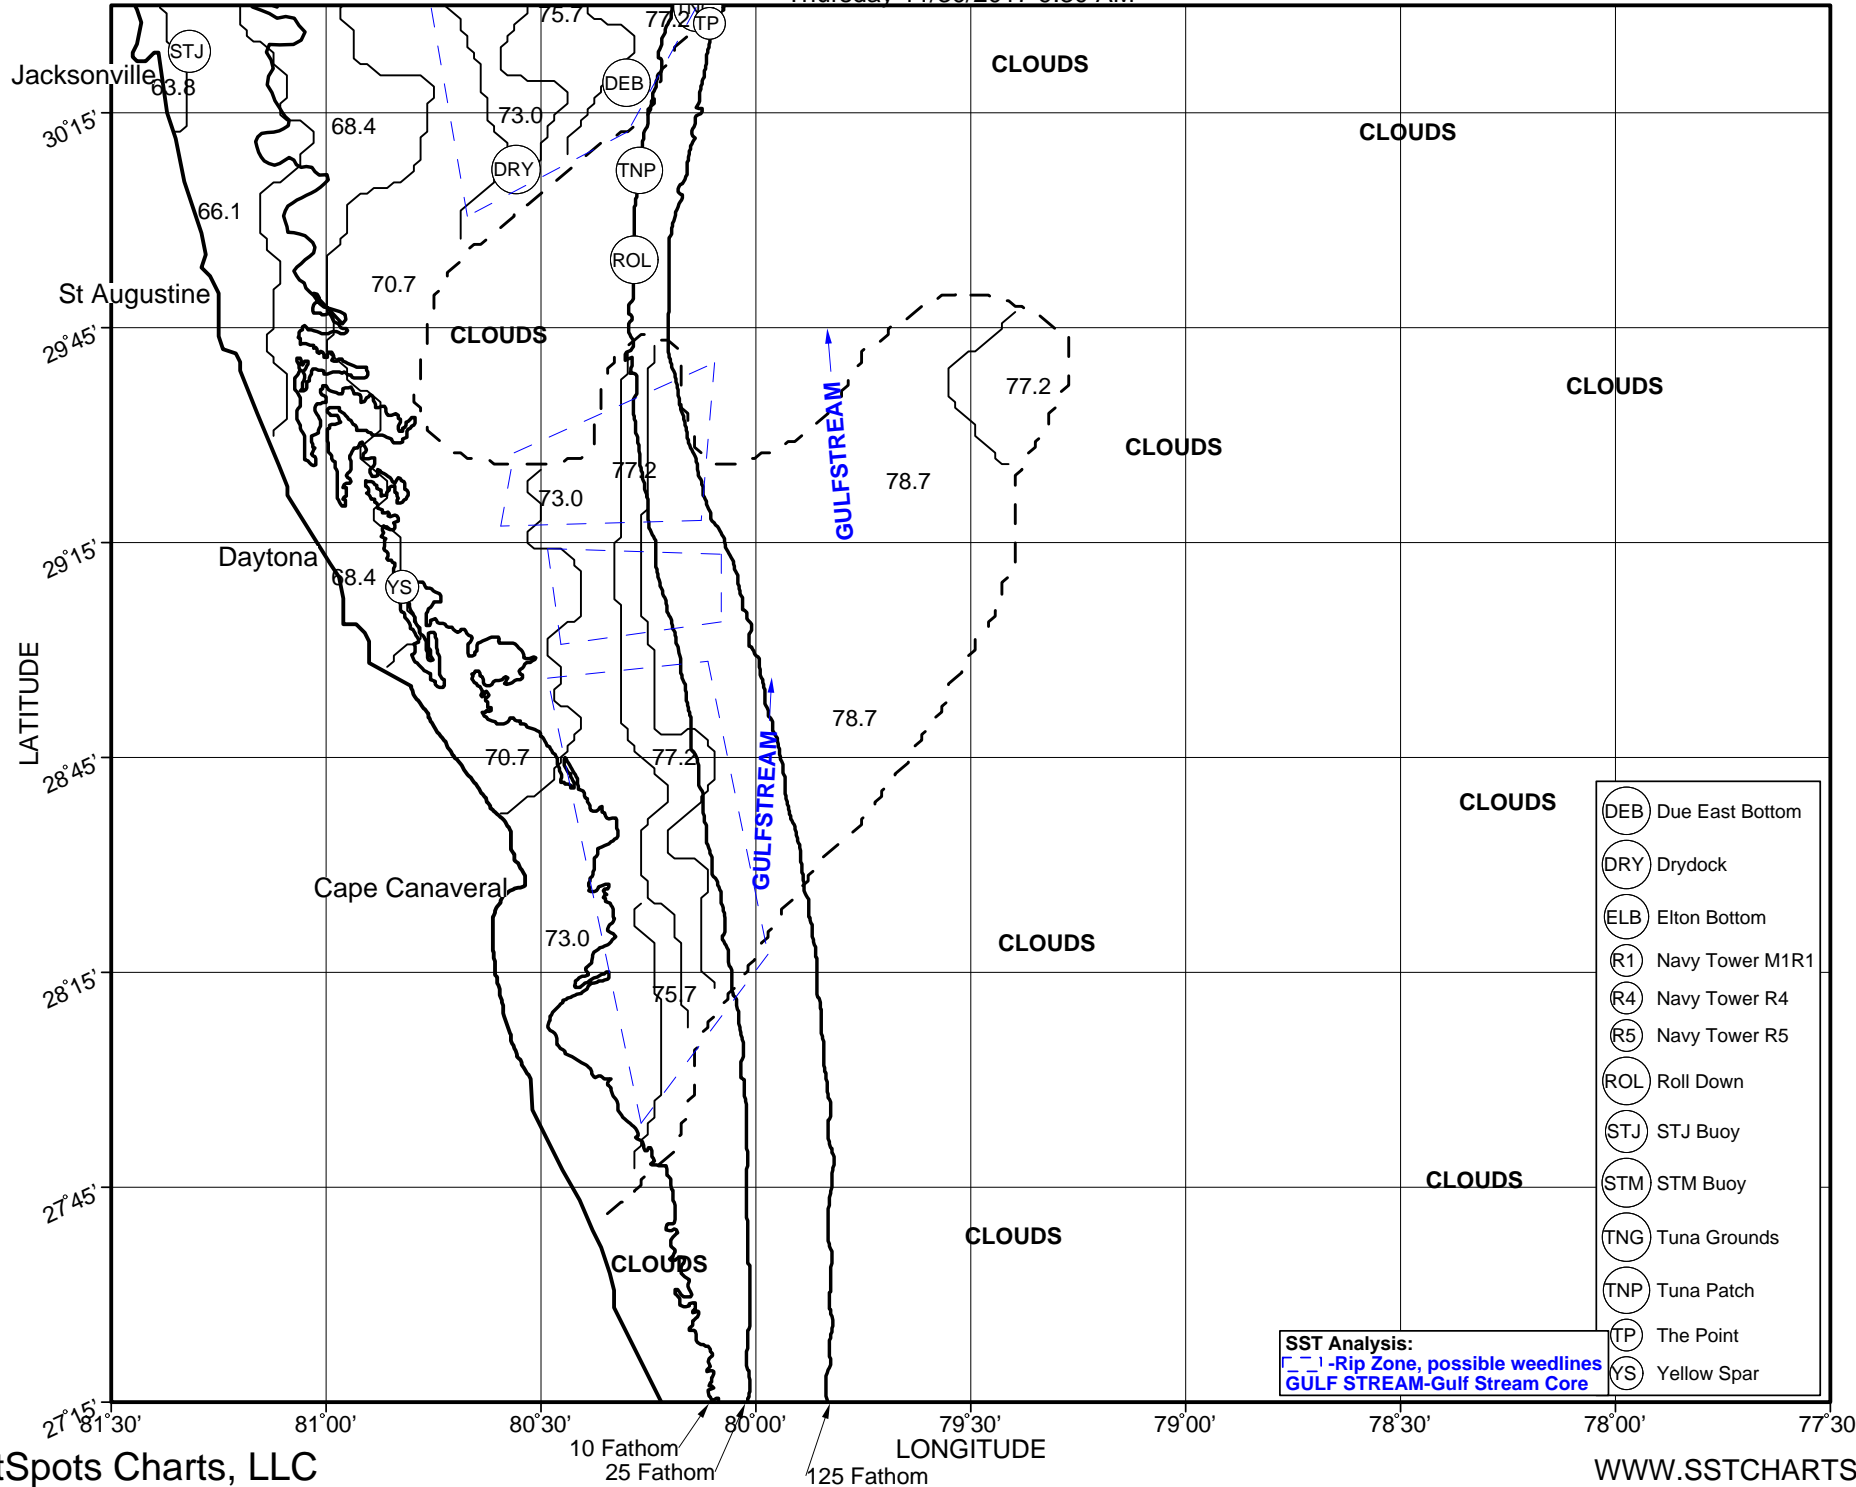 75.7
77.2
TP
STJ
CLOUDS
Jacksonville
63.8
DEB
30°15'
68.4
73.0
CLOUDS
DRY
TNP
66.1
ROL
70.7
St Augustine
29°45'
CLOUDS
GULFSTREAM
77.2
CLOUDS
CLOUDS
77.2
73.0
78.7
29°15'
Daytona
68.4
YS
LATITUDE
78.7
28°45'
70.7
77.2
GULFSTREAM
CLOUDS
Cape Canaveral
73.0
CLOUDS
28°15'
75.7
27°45'
CLOUDS
CLOUDS
CLOUDS
DEB Due East Bottom
DRY Drydock
ELB Elton Bottom
R1 Navy Tower M1R1
R4 Navy Tower R4
R5 Navy Tower R5
ROL Roll Down
STJ STJ Buoy
STM STM Buoy
TNG Tuna Grounds
TNP Tuna Patch
TP The Point
YS Yellow Spar
SST Analysis:
-Rip Zone, possible weedlines
GULF STREAM-Gulf Stream Core
27°15'
81°30'
81°00'
80°30'
80°00'
79°30'
79°00'
78°30'
78°00'
77°30
10 Fathom
25 Fathom
125 Fathom
LONGITUDE
tSpots Charts, LLC
WWW.SSTCHARTS